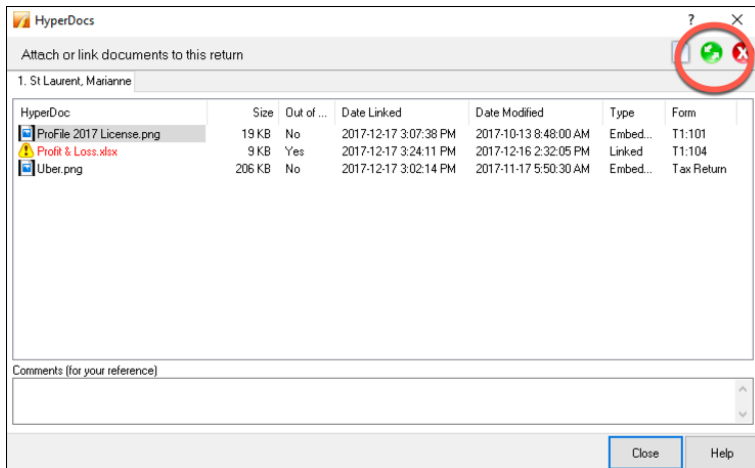 HyperDocs ?
Attach or link documents to this return
1. St Laurent, Marianne
HyperDoc Size Out of ... Date Linked Date Modified Type Form
ProFile 2017 License.png 19 KB No 2017-12-17 3:07:38 PM 2017-10-13 8:48:00 AM Embed... T1:101
Profit & Loss.xlsx 9 KB Yes 2017-12-17 3:24:11 PM 2017-12-16 2:32:05 PM Linked T1:104
Uber.png 206 KB No 2017-12-17 3:02:14 PM 2017-11-17 5:50:30 AM Embed... Tax Return
Comments (for your reference)
Close Help